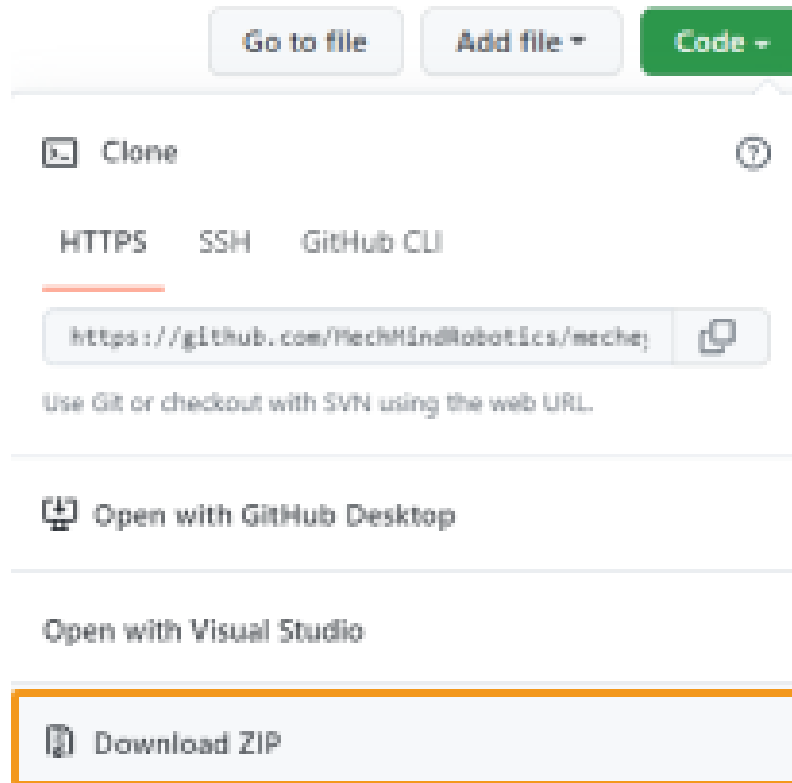 Go to file Add file Code
Clone
HTTPS SSH GitHub CLI
https://github.com/MechMindRobotics/meche
Use Git or checkout with SVN using the web URL.
Open with GitHub Desktop
Open with Visual Studio
Download ZIP